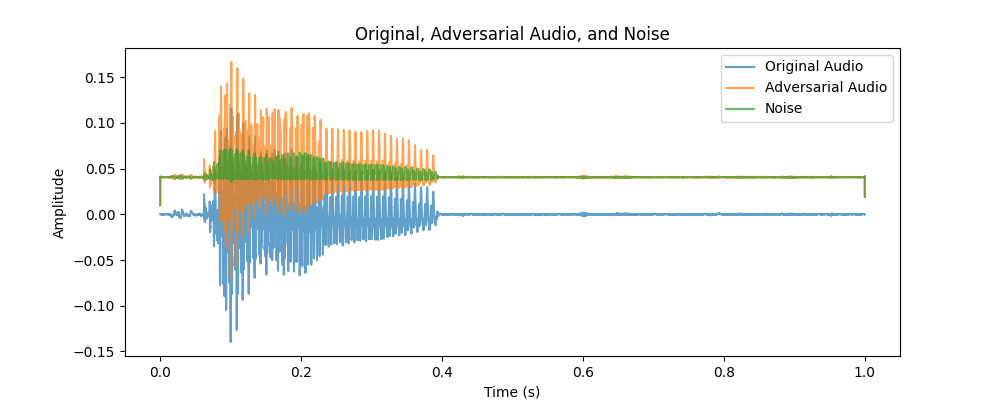 Original, Adversarial Audio, and Noise
Original Audio
Adversarial Audio
Noise
Amplitude
0.15
0.10
0.05
0.00
−0.05
−0.10
−0.15
0.0 0.2 0.4 0.6 0.8 1.0
Time (s)